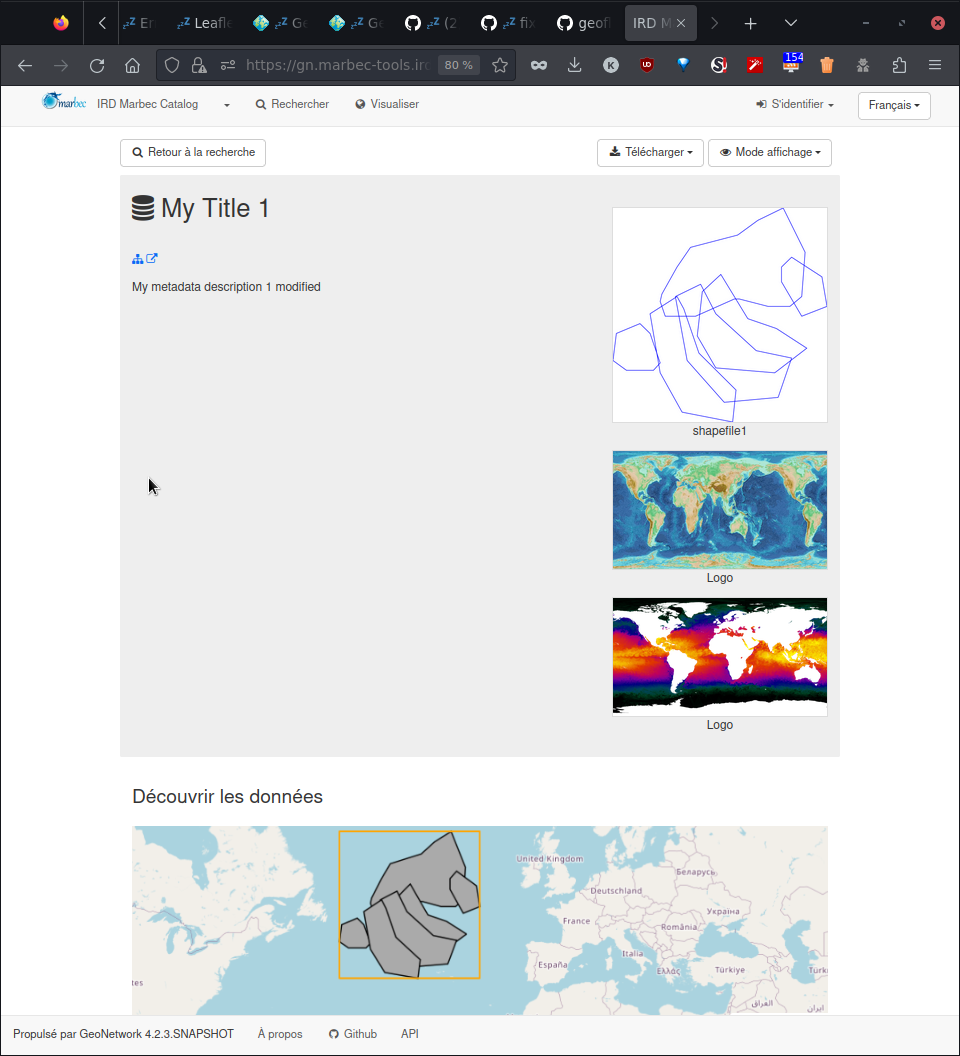 Er
Leafle
Ge
Ge
(2
fix
geofl
IRD M
https://gn.marbec-tools.ird
80 %
K
154
marbec IRD Marbec Catalog Rechercher Visualiser S'identifier Français
Retour à la recherche Télécharger Mode affichage
My Title 1
My metadata description 1 modified
shapefile1
Logo
Logo
Découvrir les données
United Kingdom
Беларусь
Deutschland
Україна
France
România
Italia
España
Ελλάς
Türkiye
Türk
tes
العراق
ایران
Propulsé par GeoNetwork 4.2.3.SNAPSHOT À propos Github API